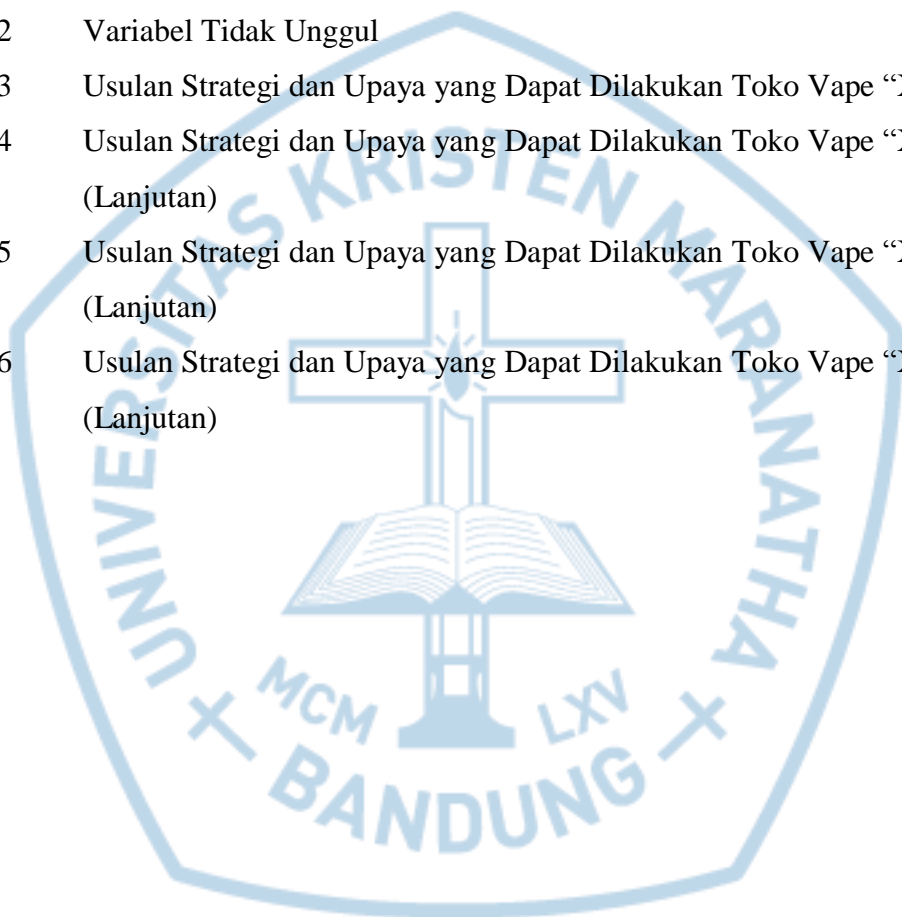 2 Variabel Tidak Unggul
3 Usulan Strategi dan Upaya yang Dapat Dilakukan Toko Vape “X
4 Usulan Strategi dan Upaya yang Dapat Dilakukan Toko Vape “X
(Lanjutan)
5 Usulan Strategi dan Upaya yang Dapat Dilakukan Toko Vape “X
(Lanjutan)
6 Usulan Strategi dan Upaya yang Dapat Dilakukan Toko Vape “X
(Lanjutan)
UNIVERSITAS KRISTEN MARANATHA
MCM LXV
BANDUNG